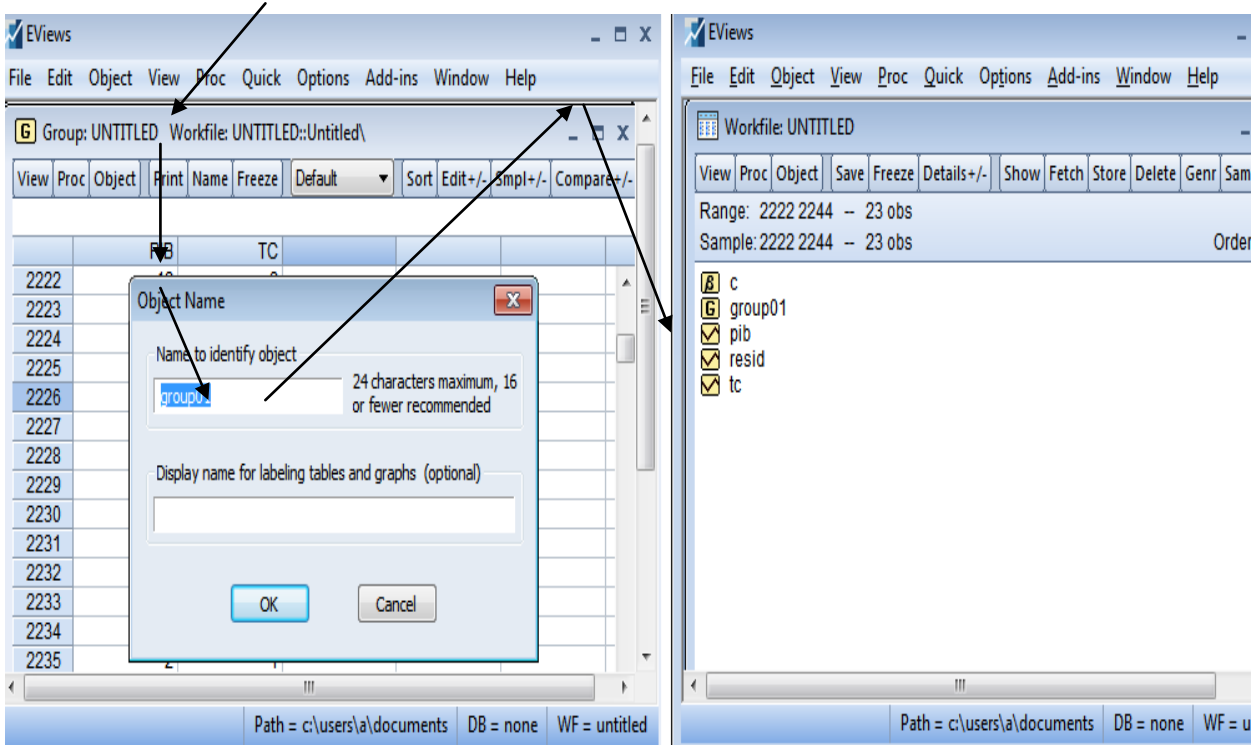 EViews
File Edit Object View Proc Quick Options Add-ins Window Help
Group: UNTITLED Workfile: UNTITLED::Untitled\
View Proc Object Print Name Freeze Default Sort Edit+/- Smpl+/- Compare+/-
PIB TC
2222
2223
2224
2225
2226
2227
2228
2229
2230
2231
2232
2233
2234
2235
Object Name
Name to identify object
group01
24 characters maximum, 16
or fewer recommended
Display name for labeling tables and graphs (optional)
OK Cancel
Path = c:\users\a\documents DB = none WF = untitled
EViews
File Edit Object View Proc Quick Options Add-ins Window Help
Workfile: UNTITLED
View Proc Object Save Freeze Details+/- Show Fetch Store Delete Genr Sam
Range: 2222 2244 -- 23 obs
Sample: 2222 2244 -- 23 obs Order
β c
G group01
pib
resid
tc
Path = c:\users\a\documents DB = none WF = u